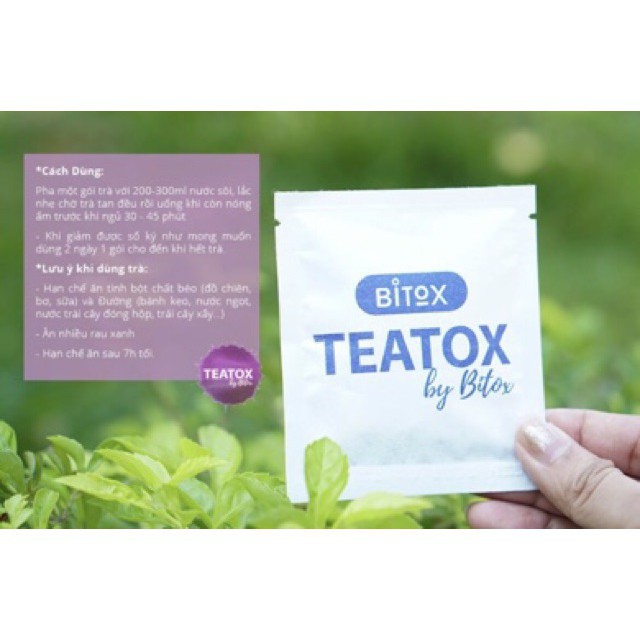 *Cách Dùng:
Pha một gói trà với 200-300ml nước sôi, lắc
nhẹ chờ trà tan đều rồi uống khi còn nóng
ấm trước khi ngủ 30 - 45 phút
- Khi giảm được số ký như mong muốn
dùng 2 ngày 1 gói cho đến khi hết trà.
*Lưu ý khi dùng trà:
- Hạn chế ăn tinh bột chất béo (đồ chiên,
bơ, sữa) và Đường (bánh kẹo, nước ngọt,
nước trái cây đóng hộp, trái cây xấy...)
- Ăn nhiều rau xanh
- Hạn chế ăn sau 7h tối.
TEATOX
by Bitox
BiToX
TEATOX
by Bitox